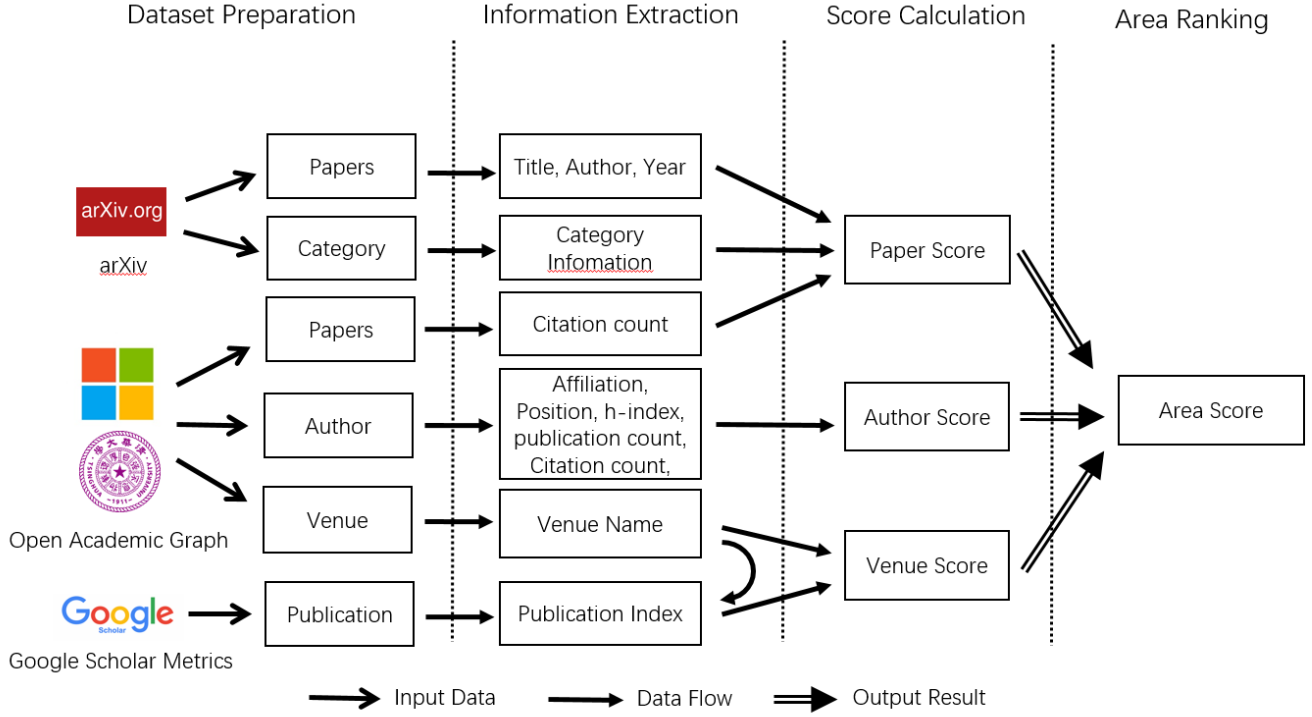 Dataset Preparation
Information Extraction
Score Calculation
Area Ranking
Papers
Title, Author, Year
arXiv.org
arXiv
Category
Category
Infomation
Paper Score
Papers
Citation count
Author
Affiliation,
Position, h-index,
publication count,
Citation count,
Author Score
Area Score
Open Academic Graph
Venue
Venue Name
Venue Score
Google
Scholar
Google Scholar Metrics
Publication
Publication Index
Input Data
Data Flow
Output Result